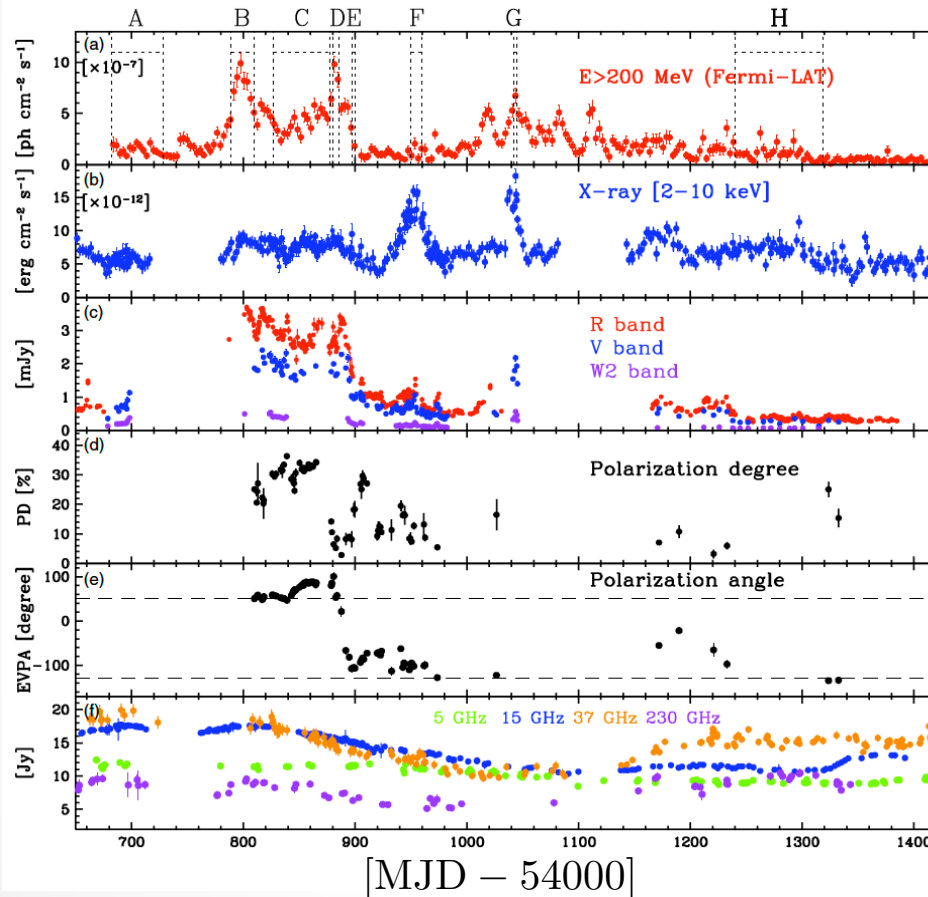 A B C D E F G H
(a)
[×10⁻⁷]
E>200 MeV (Fermi-LAT)
[ph cm⁻² s⁻¹]
10
5
0
(b)
[×10⁻¹²]
X-ray [2-10 keV]
[erg cm⁻² s⁻¹]
15
10
5
0
(c)
R band
V band
W2 band
[mJy]
3
2
1
0
(d)
Polarization degree
PD [%]
40
30
20
10
0
(e)
Polarization angle
EVPA [degree]
100
0
-100
(f)
5 GHz 15 GHz 37 GHz 230 GHz
[Jy]
20
15
10
5
700 800 900 1000 1100 1200 1300 1400
[MJD − 54000]